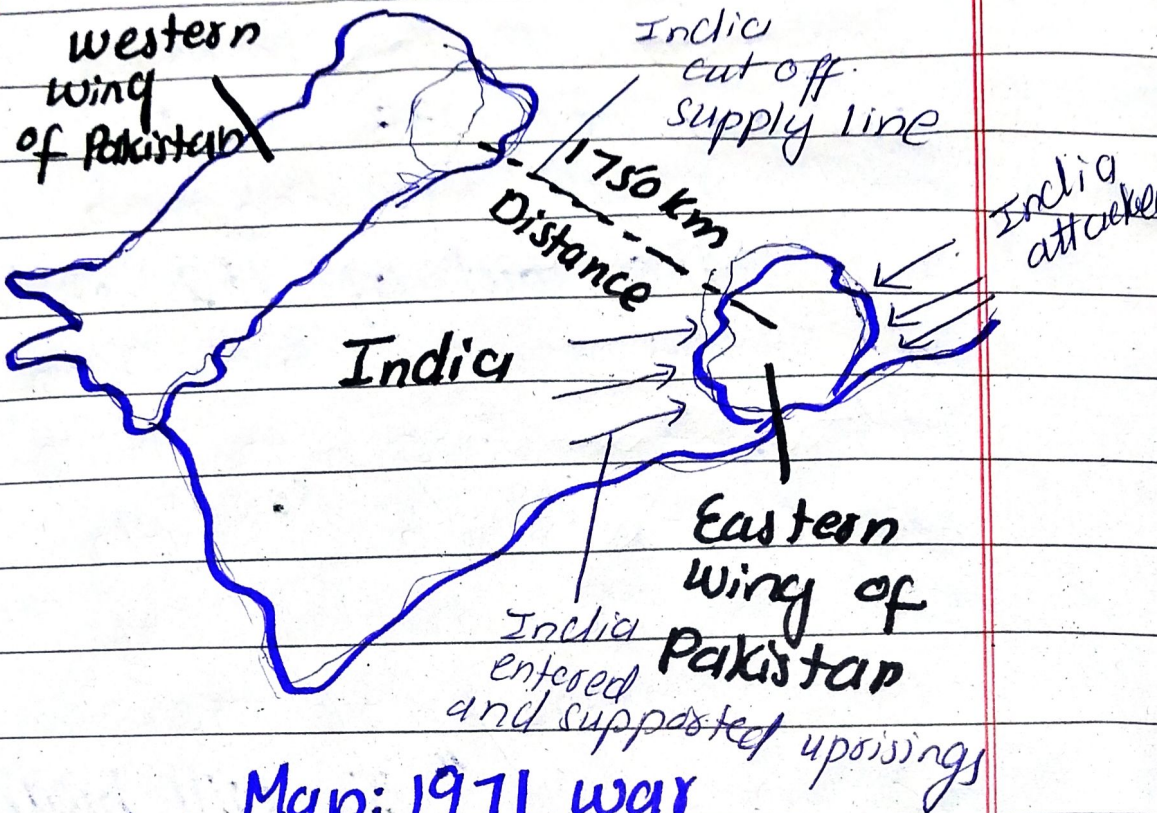 western
wing
of Pakistan
India
cut off
supply line
1750 km
Distance
India
attacked
India
Eastern
wing of
Pakistan
India
entered
and supported uprisings
Map: 1971 war